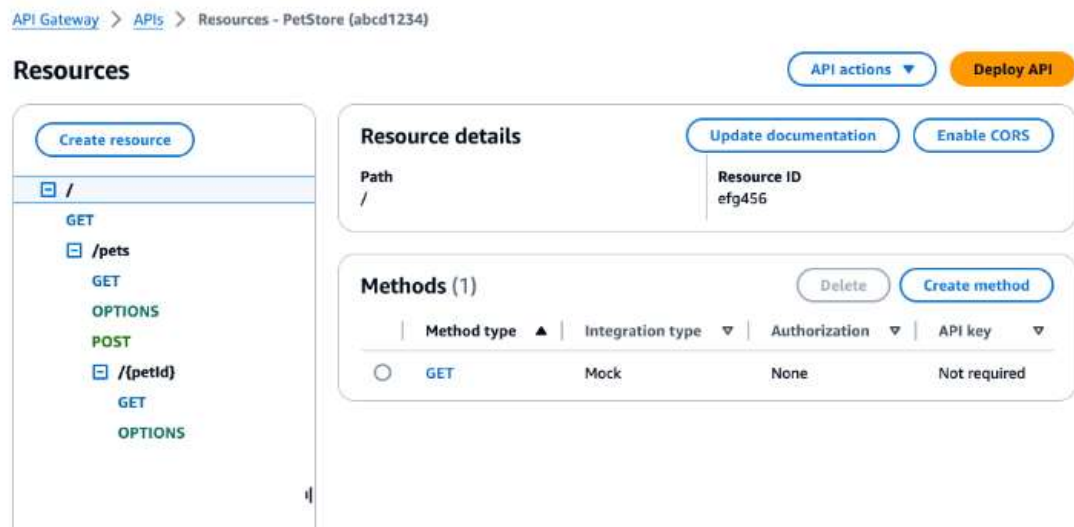 API Gateway > APIs > Resources - PetStore (abcd1234)
Resources
API actions ▼
Deploy API
Create resource
/
GET
/pets
GET
OPTIONS
POST
/{petId}
GET
OPTIONS
Resource details
Update documentation
Enable CORS
Path
/
Resource ID
efg456
Methods (1)
Delete
Create method
Method type ▲ Integration type ▽ Authorization ▽ API key ▽
GET Mock None Not required